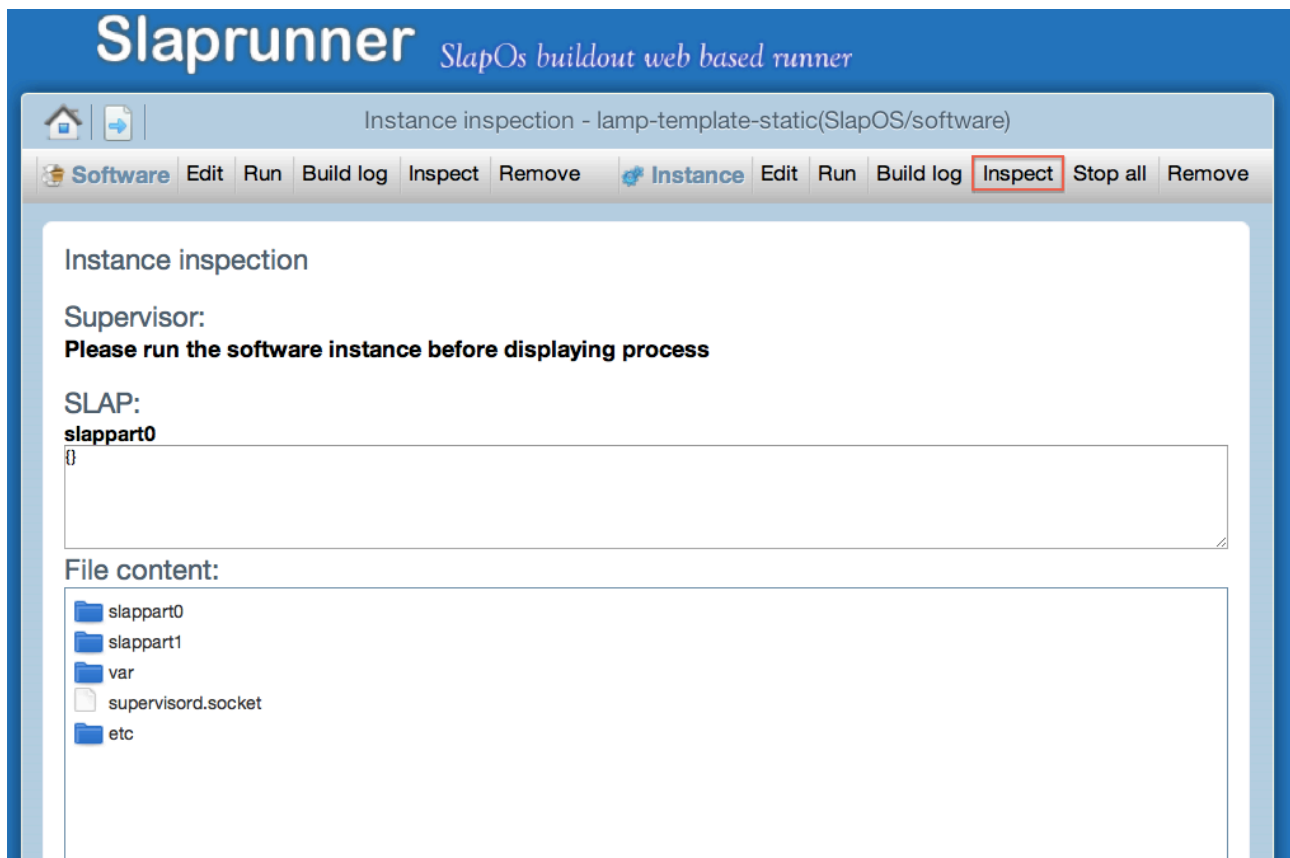 Slaprunner SlapOs buildout web based runner
Instance inspection - lamp-template-static(SlapOS/software)
Software Edit Run Build log Inspect Remove Instance Edit Run Build log Inspect Stop all Remove
Instance inspection
Supervisor:
Please run the software instance before displaying process
SLAP:
slappart0
{}
File content:
slappart0
slappart1
var
supervisord.socket
etc